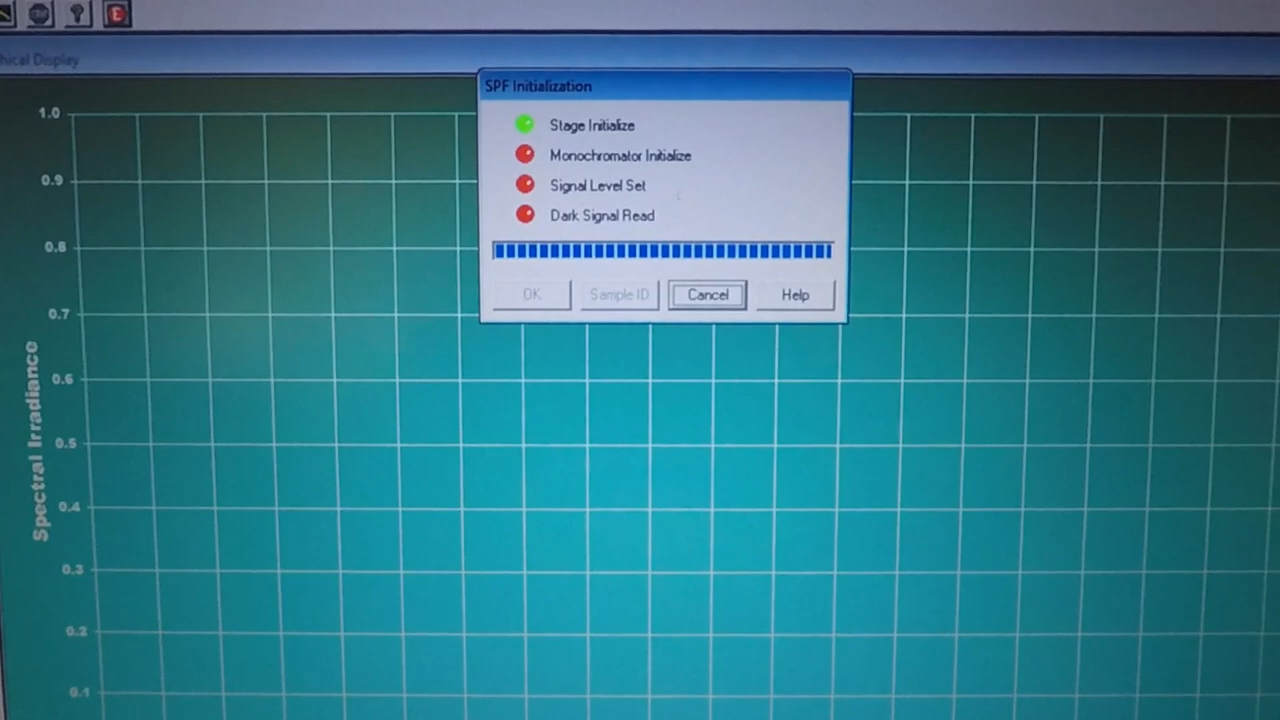 hical Display
SPF Initialization
Stage Initialize
Monochromator Initialize
Signal Level Set
Dark Signal Read
OK Sample ID Cancel Help
1.0
0.9
0.8
0.7
0.6
0.5
0.4
0.3
0.2
0.1
Spectral Irradiance
E